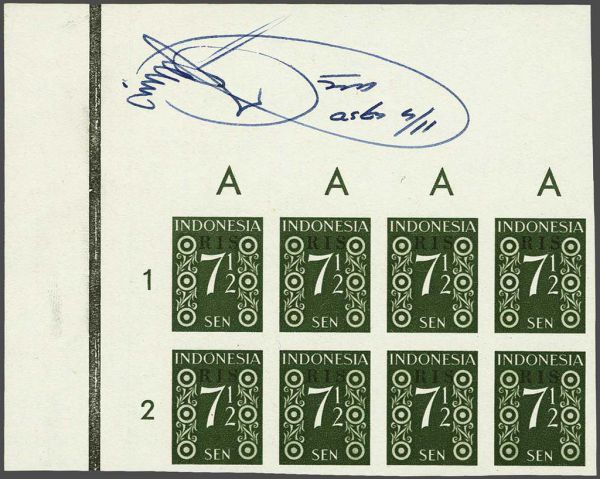 A A A A
1
INDONESIA INDONESIA INDONESIA INDONESIA
RIS RIS RIS RIS
7½ 7½ 7½ 7½
SEN SEN SEN SEN
2
INDONESIA INDONESIA INDONESIA INDONESIA
RIS RIS RIS RIS
7½ 7½ 7½ 7½
SEN SEN SEN SEN